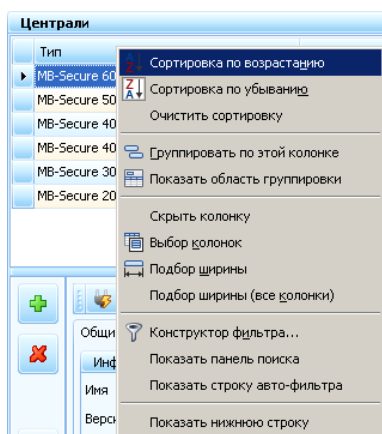 Централи
Тип
MB-Secure 60
MB-Secure 50
MB-Secure 40
MB-Secure 40
MB-Secure 30
MB-Secure 20
Сортировка по возрастанию
Сортировка по убыванию
Очистить сортировку
Группировать по этой колонке
Показать область группировки
Скрыть колонку
Выбор колонок
Подбор ширины
Подбор ширины (все колонки)
Конструктор фильтра...
Показать панель поиска
Показать строку авто-фильтра
Показать нижнюю строку
Общи
Инф
Имя
Верси